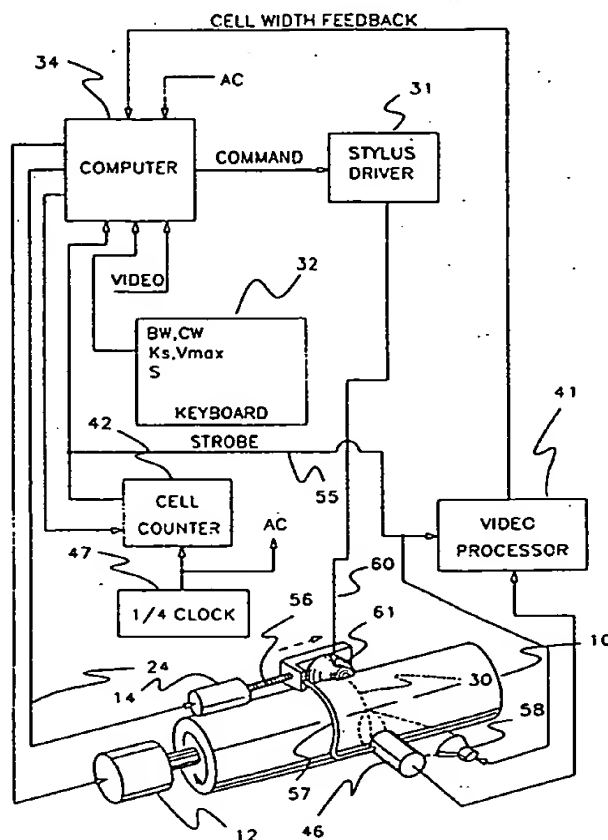 CELL WIDTH FEEDBACK
34
AC
31
COMPUTER
COMMAND
STYLUS
DRIVER
VIDEO
32
BW,CW
Ks,Vmax
S
KEYBOARD
42
STROBE
55
41
CELL
COUNTER
AC
VIDEO
PROCESSOR
47
1/4 CLOCK
56
60
61
10
24
14
30
58
57
12
46